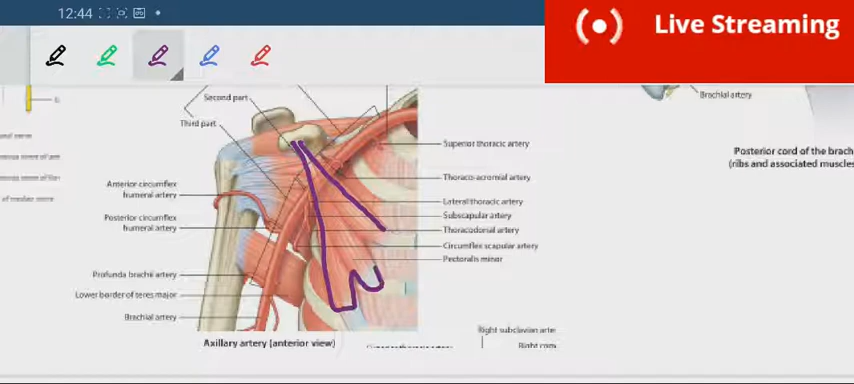 12:44
Live Streaming
Second part
Third part
Anterior circumflex
humeral artery
Posterior circumflex
humeral artery
Profunda brachii artery
Lower border of teres major
Brachial artery
Superior thoracic artery
Thoraco-acromial artery
Lateral thoracic artery
Subscapular artery
Thoracodorsal artery
Circumflex scapular artery
Pectoralis minor
Axillary artery (anterior view)
Right subclavian arte
Brachial artery
Posterior cord of the brach
(ribs and associated muscles